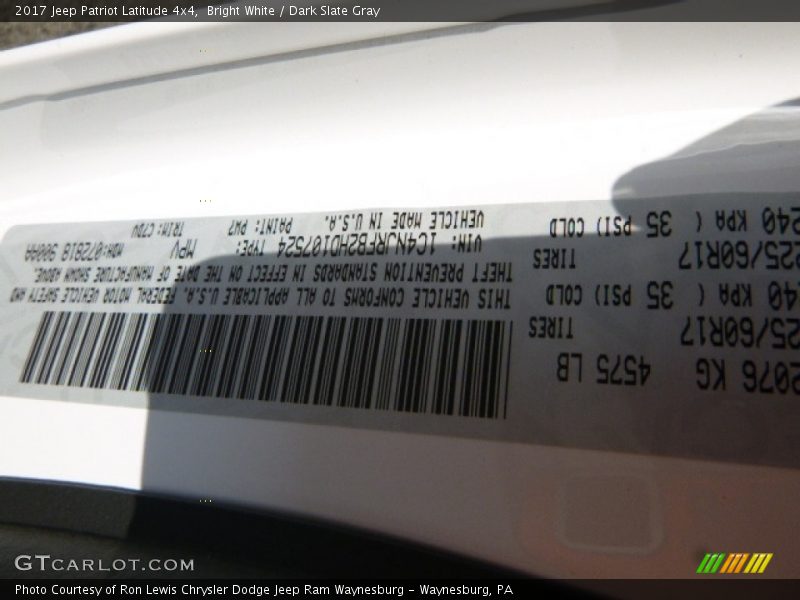 2017 Jeep Patriot Latitude 4x4, Bright White / Dark Slate Gray
2076 KG 4575 LB
25/60R17 TIRES
240 KPA ( 35 PSI) COLD
225/60R17 TIRES
240 KPA ( 35 PSI) COLD
THIS VEHICLE CONFORMS TO ALL APPLICABLE U.S.A. FEDERAL MOTOR VEHICLE SAFETY AND
THEFT PREVENTION STANDARDS IN EFFECT ON THE DATE OF MANUFACTURE SHOWN ABOVE.
VIN: 1C4NJRFB2HD107524 TYPE: MPV MDH:072818
VEHICLE MADE IN U.S.A. PAINT: PW7 TRIM:
GTCARLOT.COM
Photo Courtesy of Ron Lewis Chrysler Dodge Jeep Ram Waynesburg - Waynesburg, PA